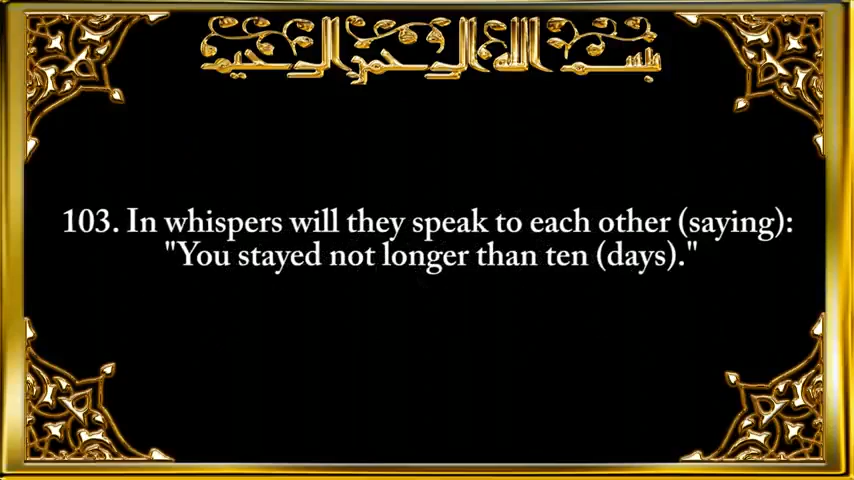 بسم الله الرحمن الرحيم
103. In whispers will they speak to each other (saying):
"You stayed not longer than ten (days)."